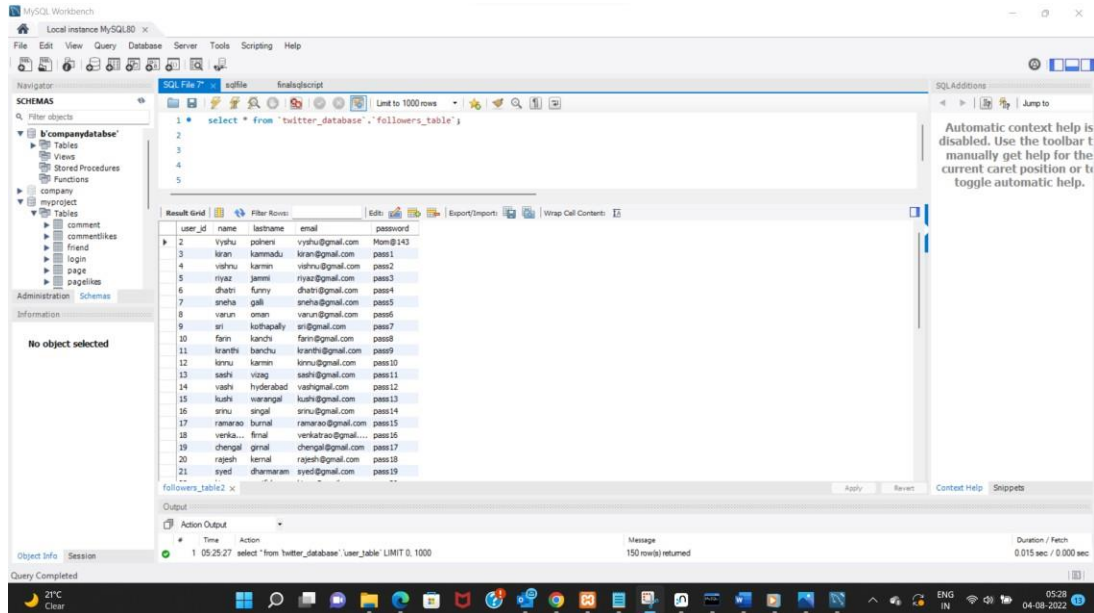 MySQL Workbench
Local instance MySQL80
File Edit View Query Database Server Tools Scripting Help
Navigator
SCHEMAS
Filter objects
b'companydatabse'
Tables
Views
Stored Procedures
Functions
company
myproject
Tables
comment
commentlikes
friend
login
page
pagelikes
Administration Schemas
Information
No object selected
Object Info Session
SQL File 7* sqlfile finalsqlscript
Limit to 1000 rows
1 select * from `twitter_database`.`followers_table`;
2
3
4
5
Result Grid Filter Rows: Edit: Export/Import: Wrap Cell Content:
user_id name lastname email password
2 Vyshu polneni vyshu@gmail.com Mom@143
3 kiran kammadu kiran@gmail.com pass1
4 vishnu karmin vishnu@gmail.com pass2
5 riyaz jammi riyaz@gmail.com pass3
6 dhatri funny dhatri@gmail.com pass4
7 sneha galli sneha@gmail.com pass5
8 varun oman varun@gmail.com pass6
9 sri kothapally sri@gmail.com pass7
10 farin kanchi farin@gmail.com pass8
11 kranthi banchu kranthi@gmail.com pass9
12 kinnu karmin kinnu@gmail.com pass10
13 sashi vizag sashi@gmail.com pass11
14 vashi hyderabad vashigmail.com pass12
15 kushi warangal kushi@gmail.com pass13
16 srinu singal srinu@gmail.com pass14
17 ramarao burnal ramarao@gmail.com pass15
18 venka... firnal venkatrao@gmail.... pass16
19 chengal girnal chengal@gmail.com pass17
20 rajesh kernal rajesh@gmail.com pass18
21 syed dharmaram syed@gmail.com pass19
followers_table2
Apply Revert
Output
Action Output
# Time Action Message Duration / Fetch
1 05:25:27 select * from `twitter_database`.`user_table` LIMIT 0, 1000 150 row(s) returned 0.015 sec / 0.000 sec
SQLAdditions
Jump to
Automatic context help is
disabled. Use the toolbar t
manually get help for the
current caret position or to
toggle automatic help.
Context Help Snippets
Query Completed
21°C
Clear
ENG
IN
05:28
04-08-2022